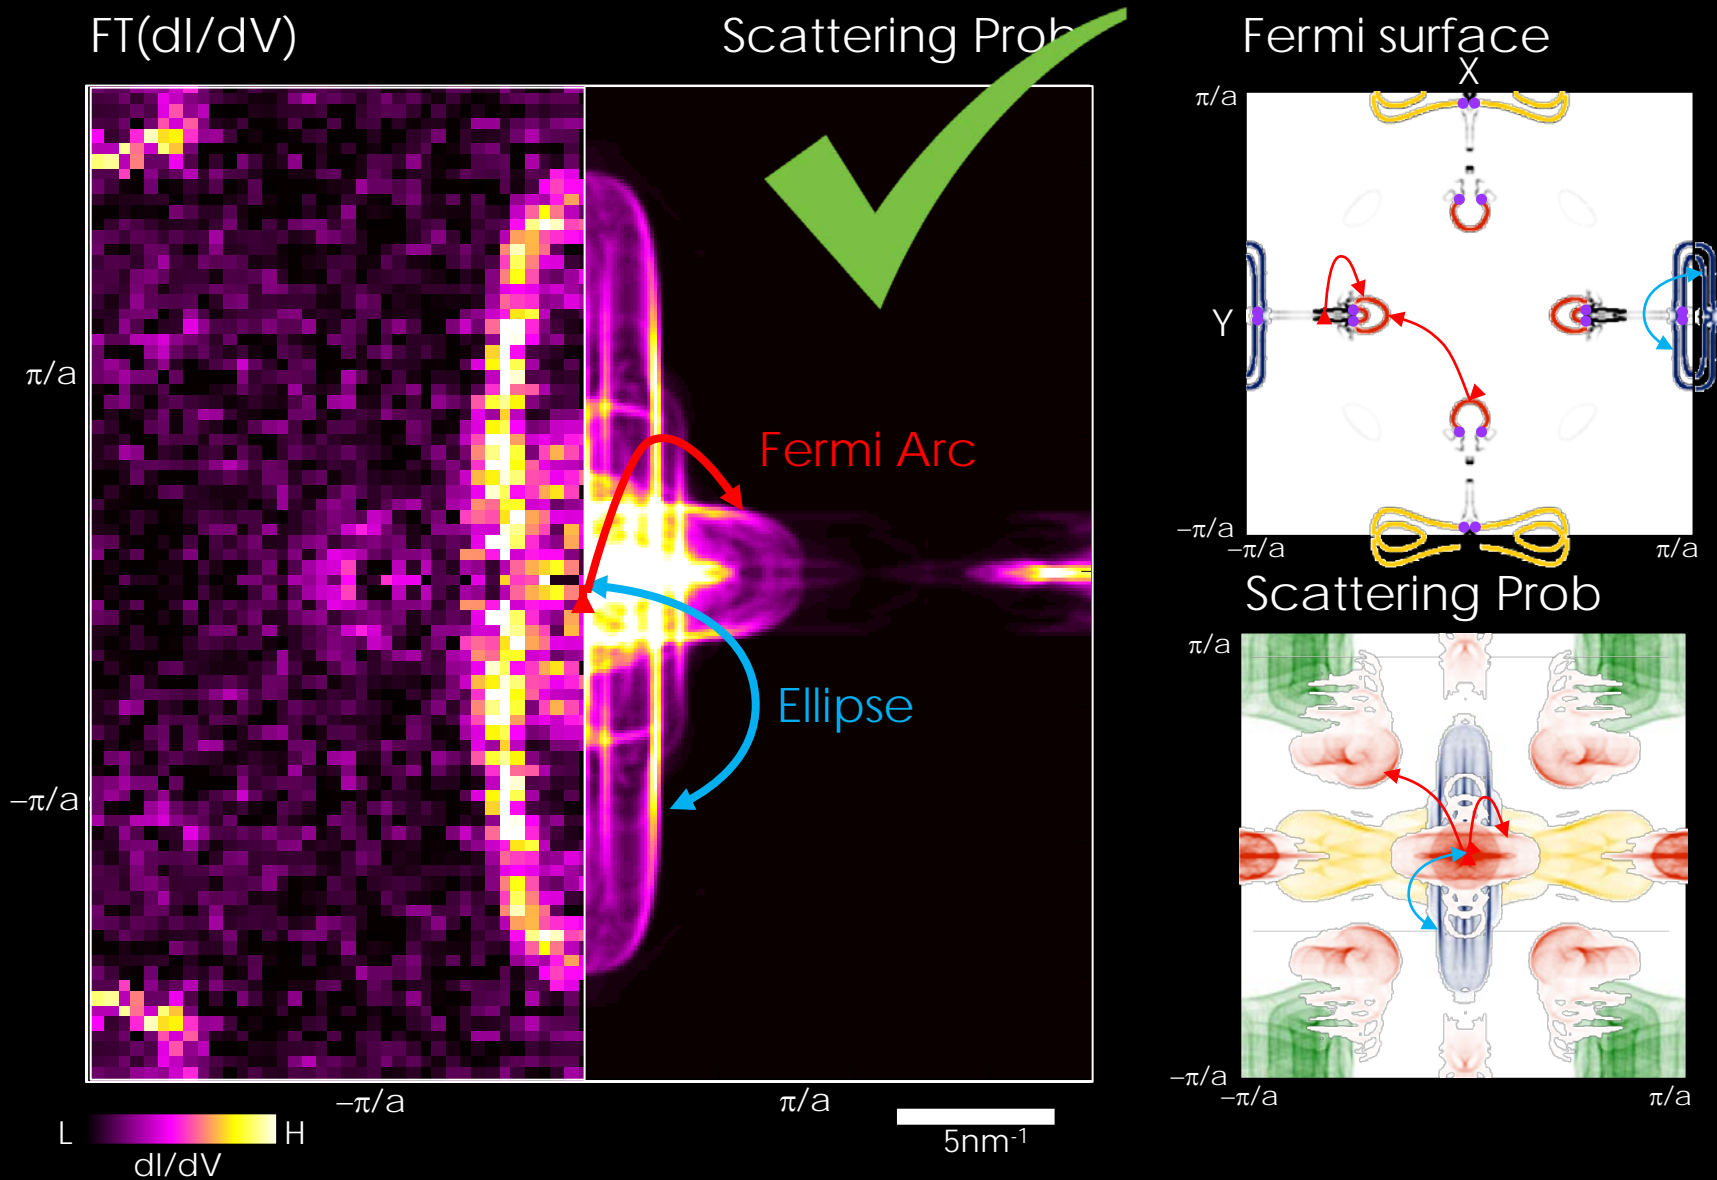 FT(dI/dV)
Scattering Prob
π/a
−π/a
Fermi Arc
Ellipse
−π/a
π/a
L
H
dI/dV
5nm⁻¹
Fermi surface
X
π/a
Y
−π/a
−π/a
π/a
Scattering Prob
π/a
−π/a
−π/a
π/a